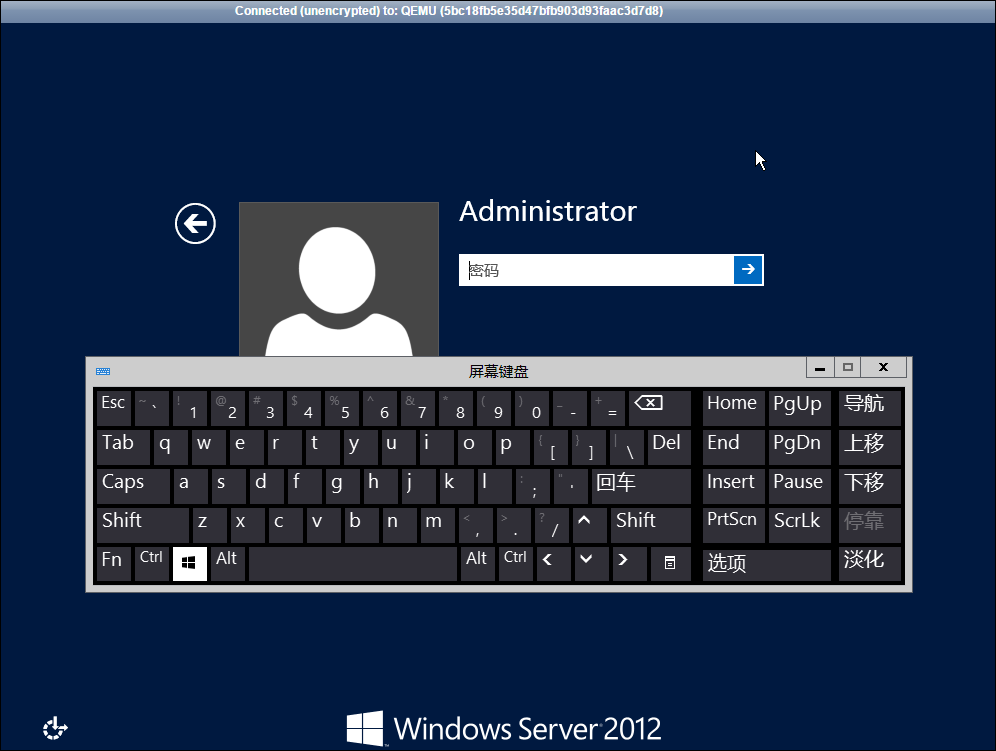 Connected (unencrypted) to: QEMU (5bc18fb5e35d47bfb903d93faac3d7d8)
Administrator
密码
屏幕键盘
Esc ~ ` ! 1 @ 2 # 3 $ 4 % 5 ^ 6 & 7 * 8 ( 9 ) 0 _ - + = Home PgUp 导航
Tab q w e r t y u i o p { [ } ] | \ Del End PgDn 上移
Caps a s d f g h j k l : ; " ' 回车 Insert Pause 下移
Shift z x c v b n m < , > . ? / Shift PrtScn ScrLk 停靠
Fn Ctrl Alt Alt Ctrl 选项 淡化
Windows Server 2012